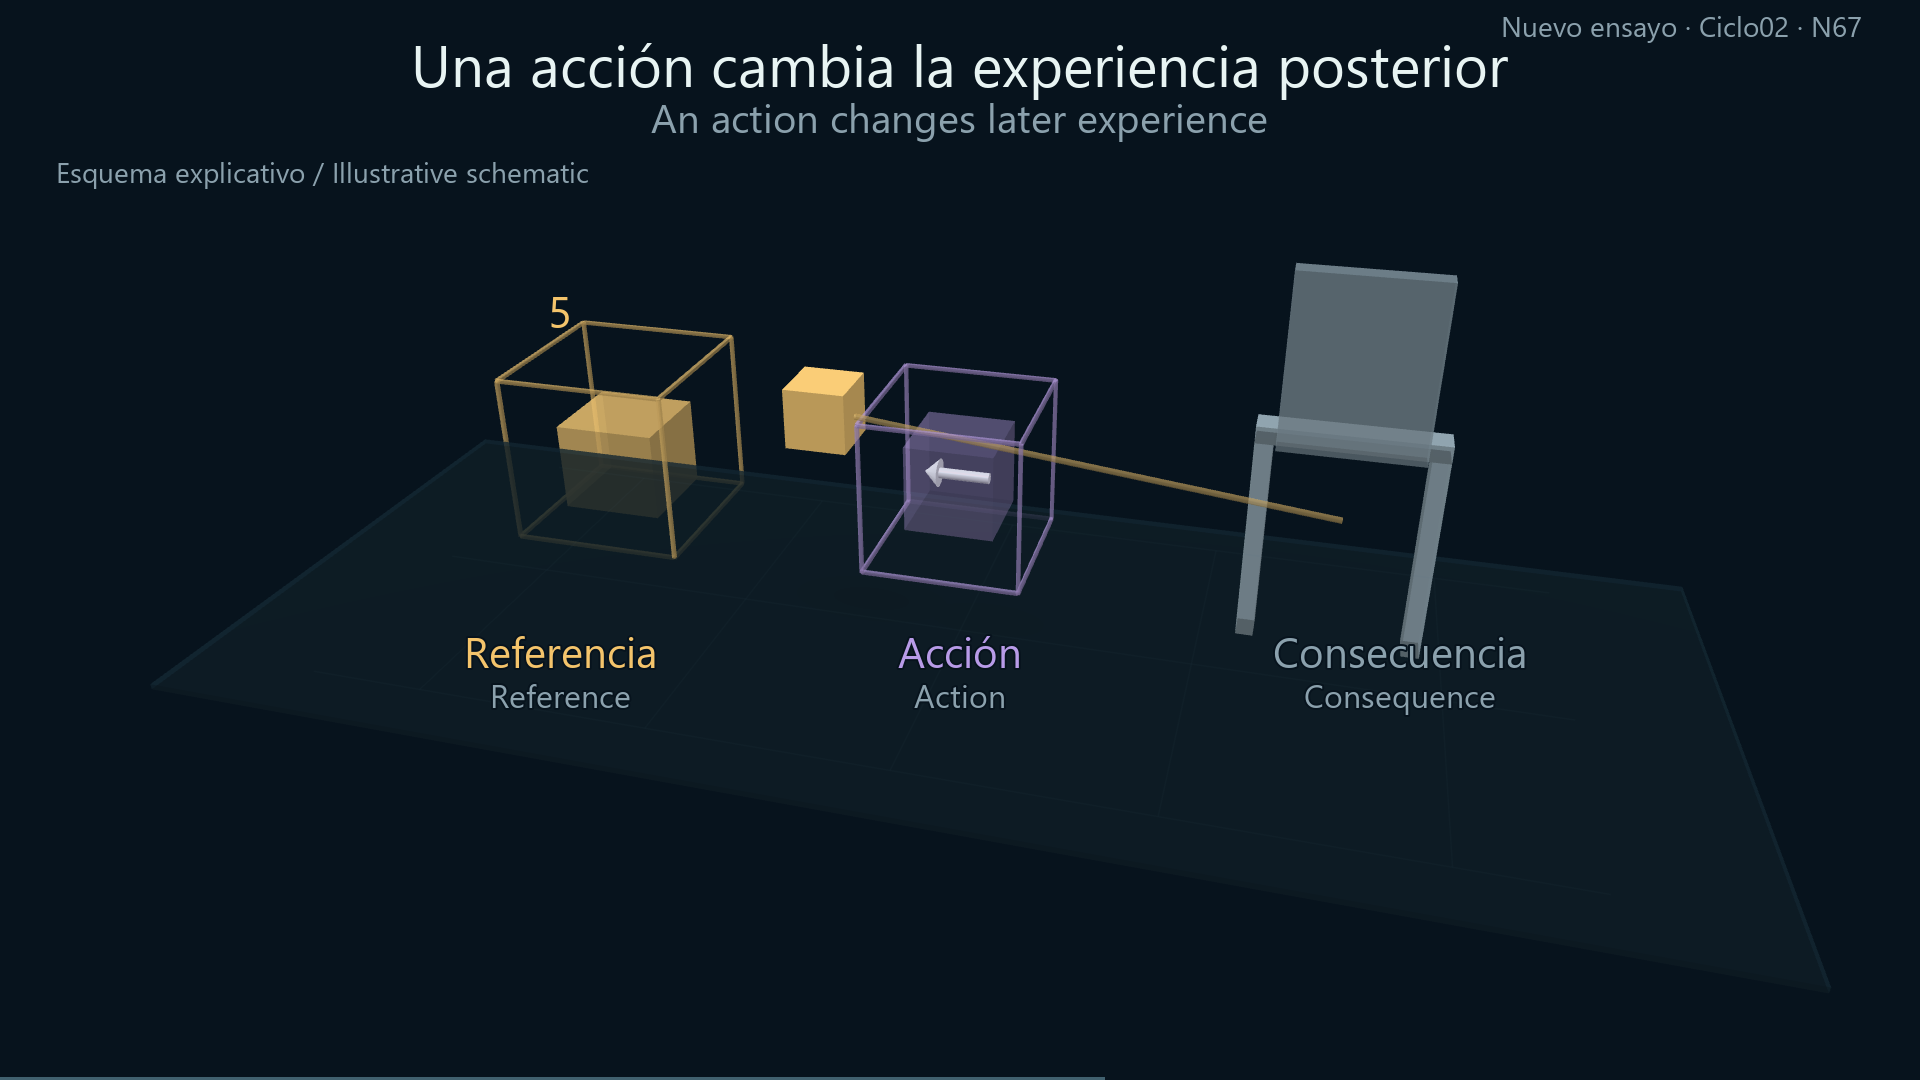 Nuevo ensayo · Ciclo02 · N67
Una acción cambia la experiencia posterior
An action changes later experience
Esquema explicativo / Illustrative schematic
5
Referencia
Reference
Acción
Action
Consecuencia
Consequence